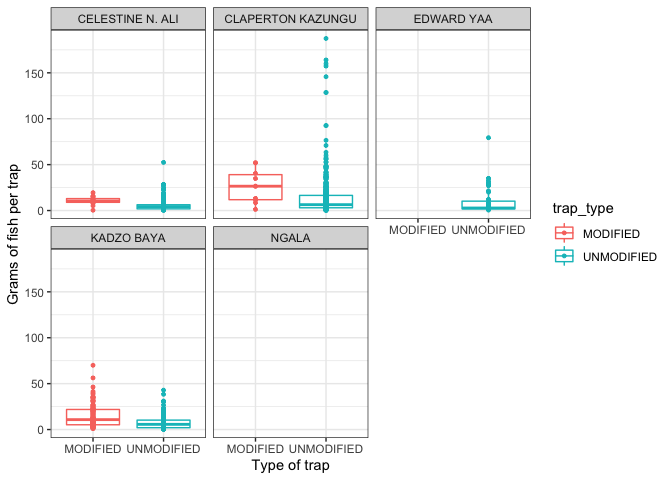 CELESTINE N. ALI
CLAPERTON KAZUNGU
EDWARD YAA
150
100
50
0
MODIFIED UNMODIFIED
KADZO BAYA
NGALA
150
100
50
0
MODIFIED UNMODIFIED
MODIFIED UNMODIFIED
Type of trap
Grams of fish per trap
trap_type
MODIFIED
UNMODIFIED